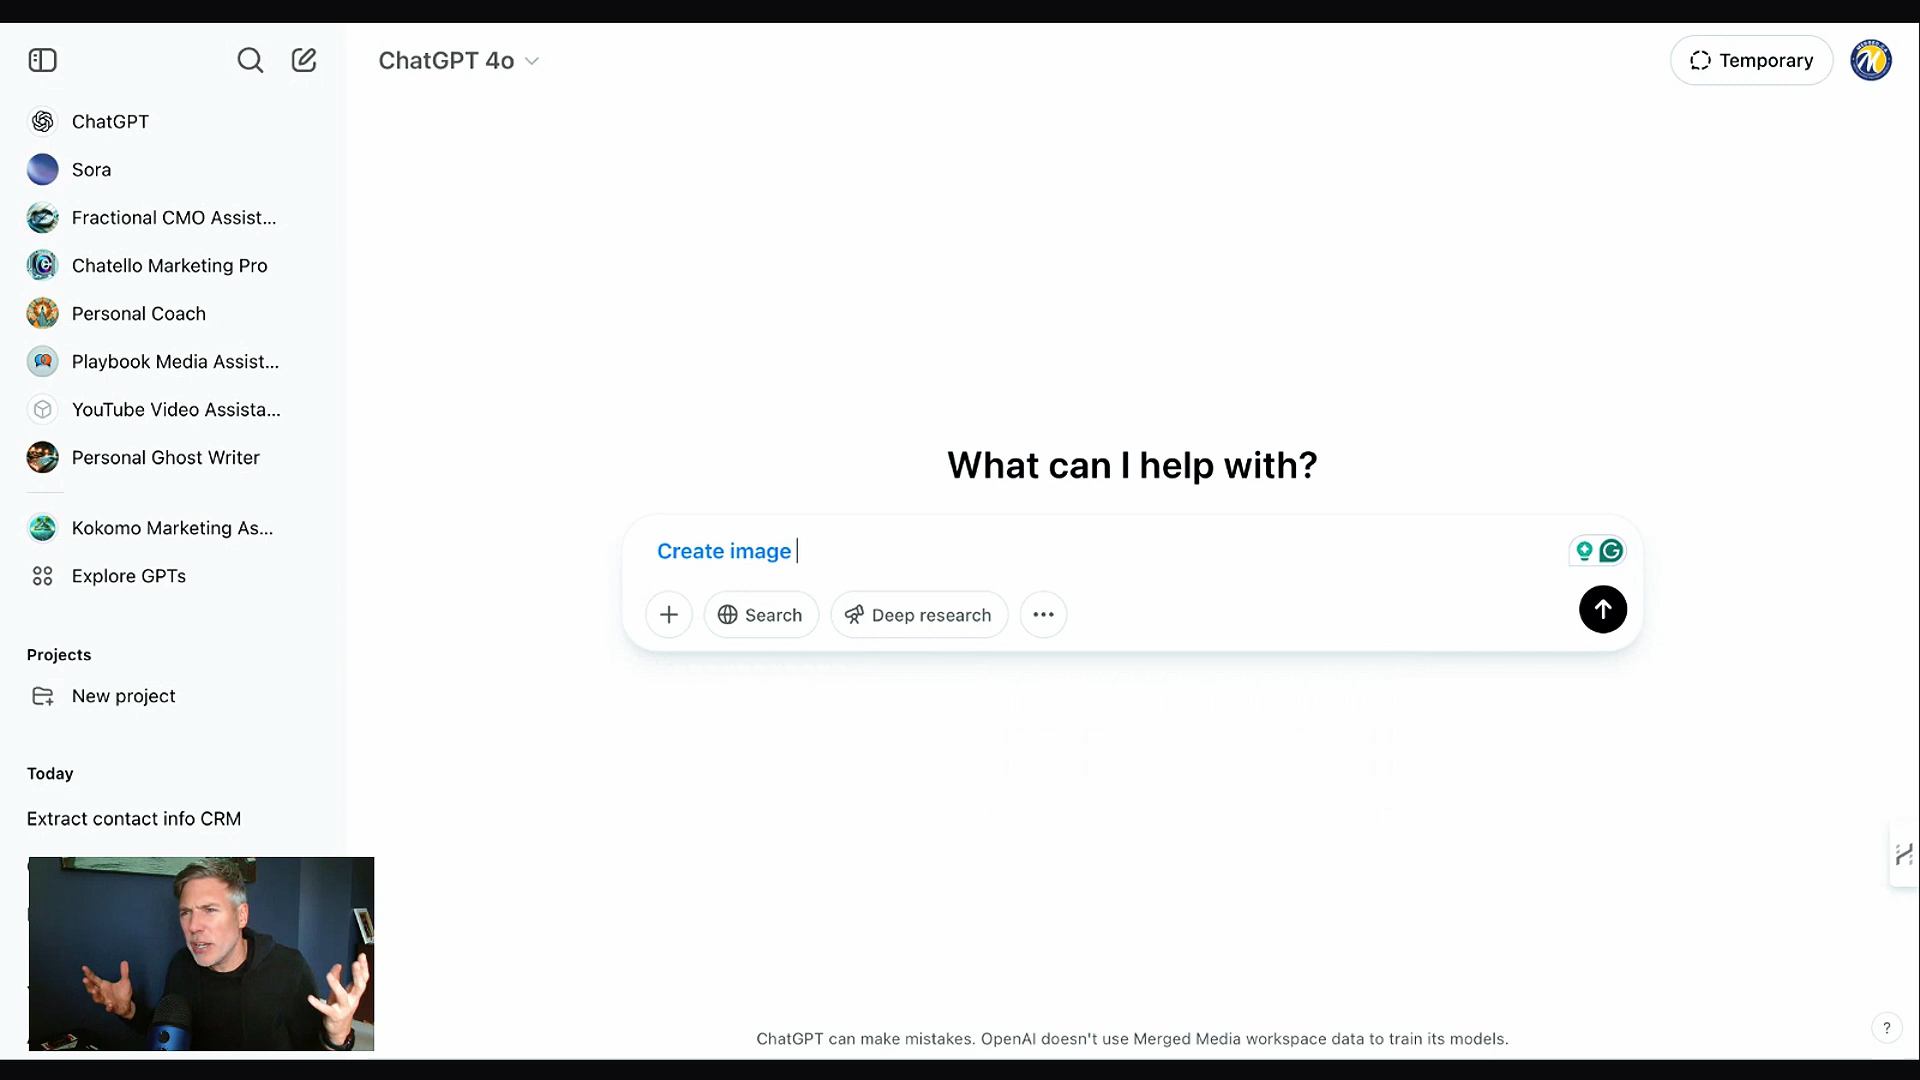 ChatGPT 4o
Temporary
ChatGPT
Sora
Fractional CMO Assist...
Chatello Marketing Pro
Personal Coach
Playbook Media Assist...
YouTube Video Assista...
Personal Ghost Writer
Kokomo Marketing As...
Explore GPTs
Projects
New project
Today
Extract contact info CRM
What can I help with?
Create image
Search
Deep research
ChatGPT can make mistakes. OpenAI doesn't use Merged Media workspace data to train its models.
?